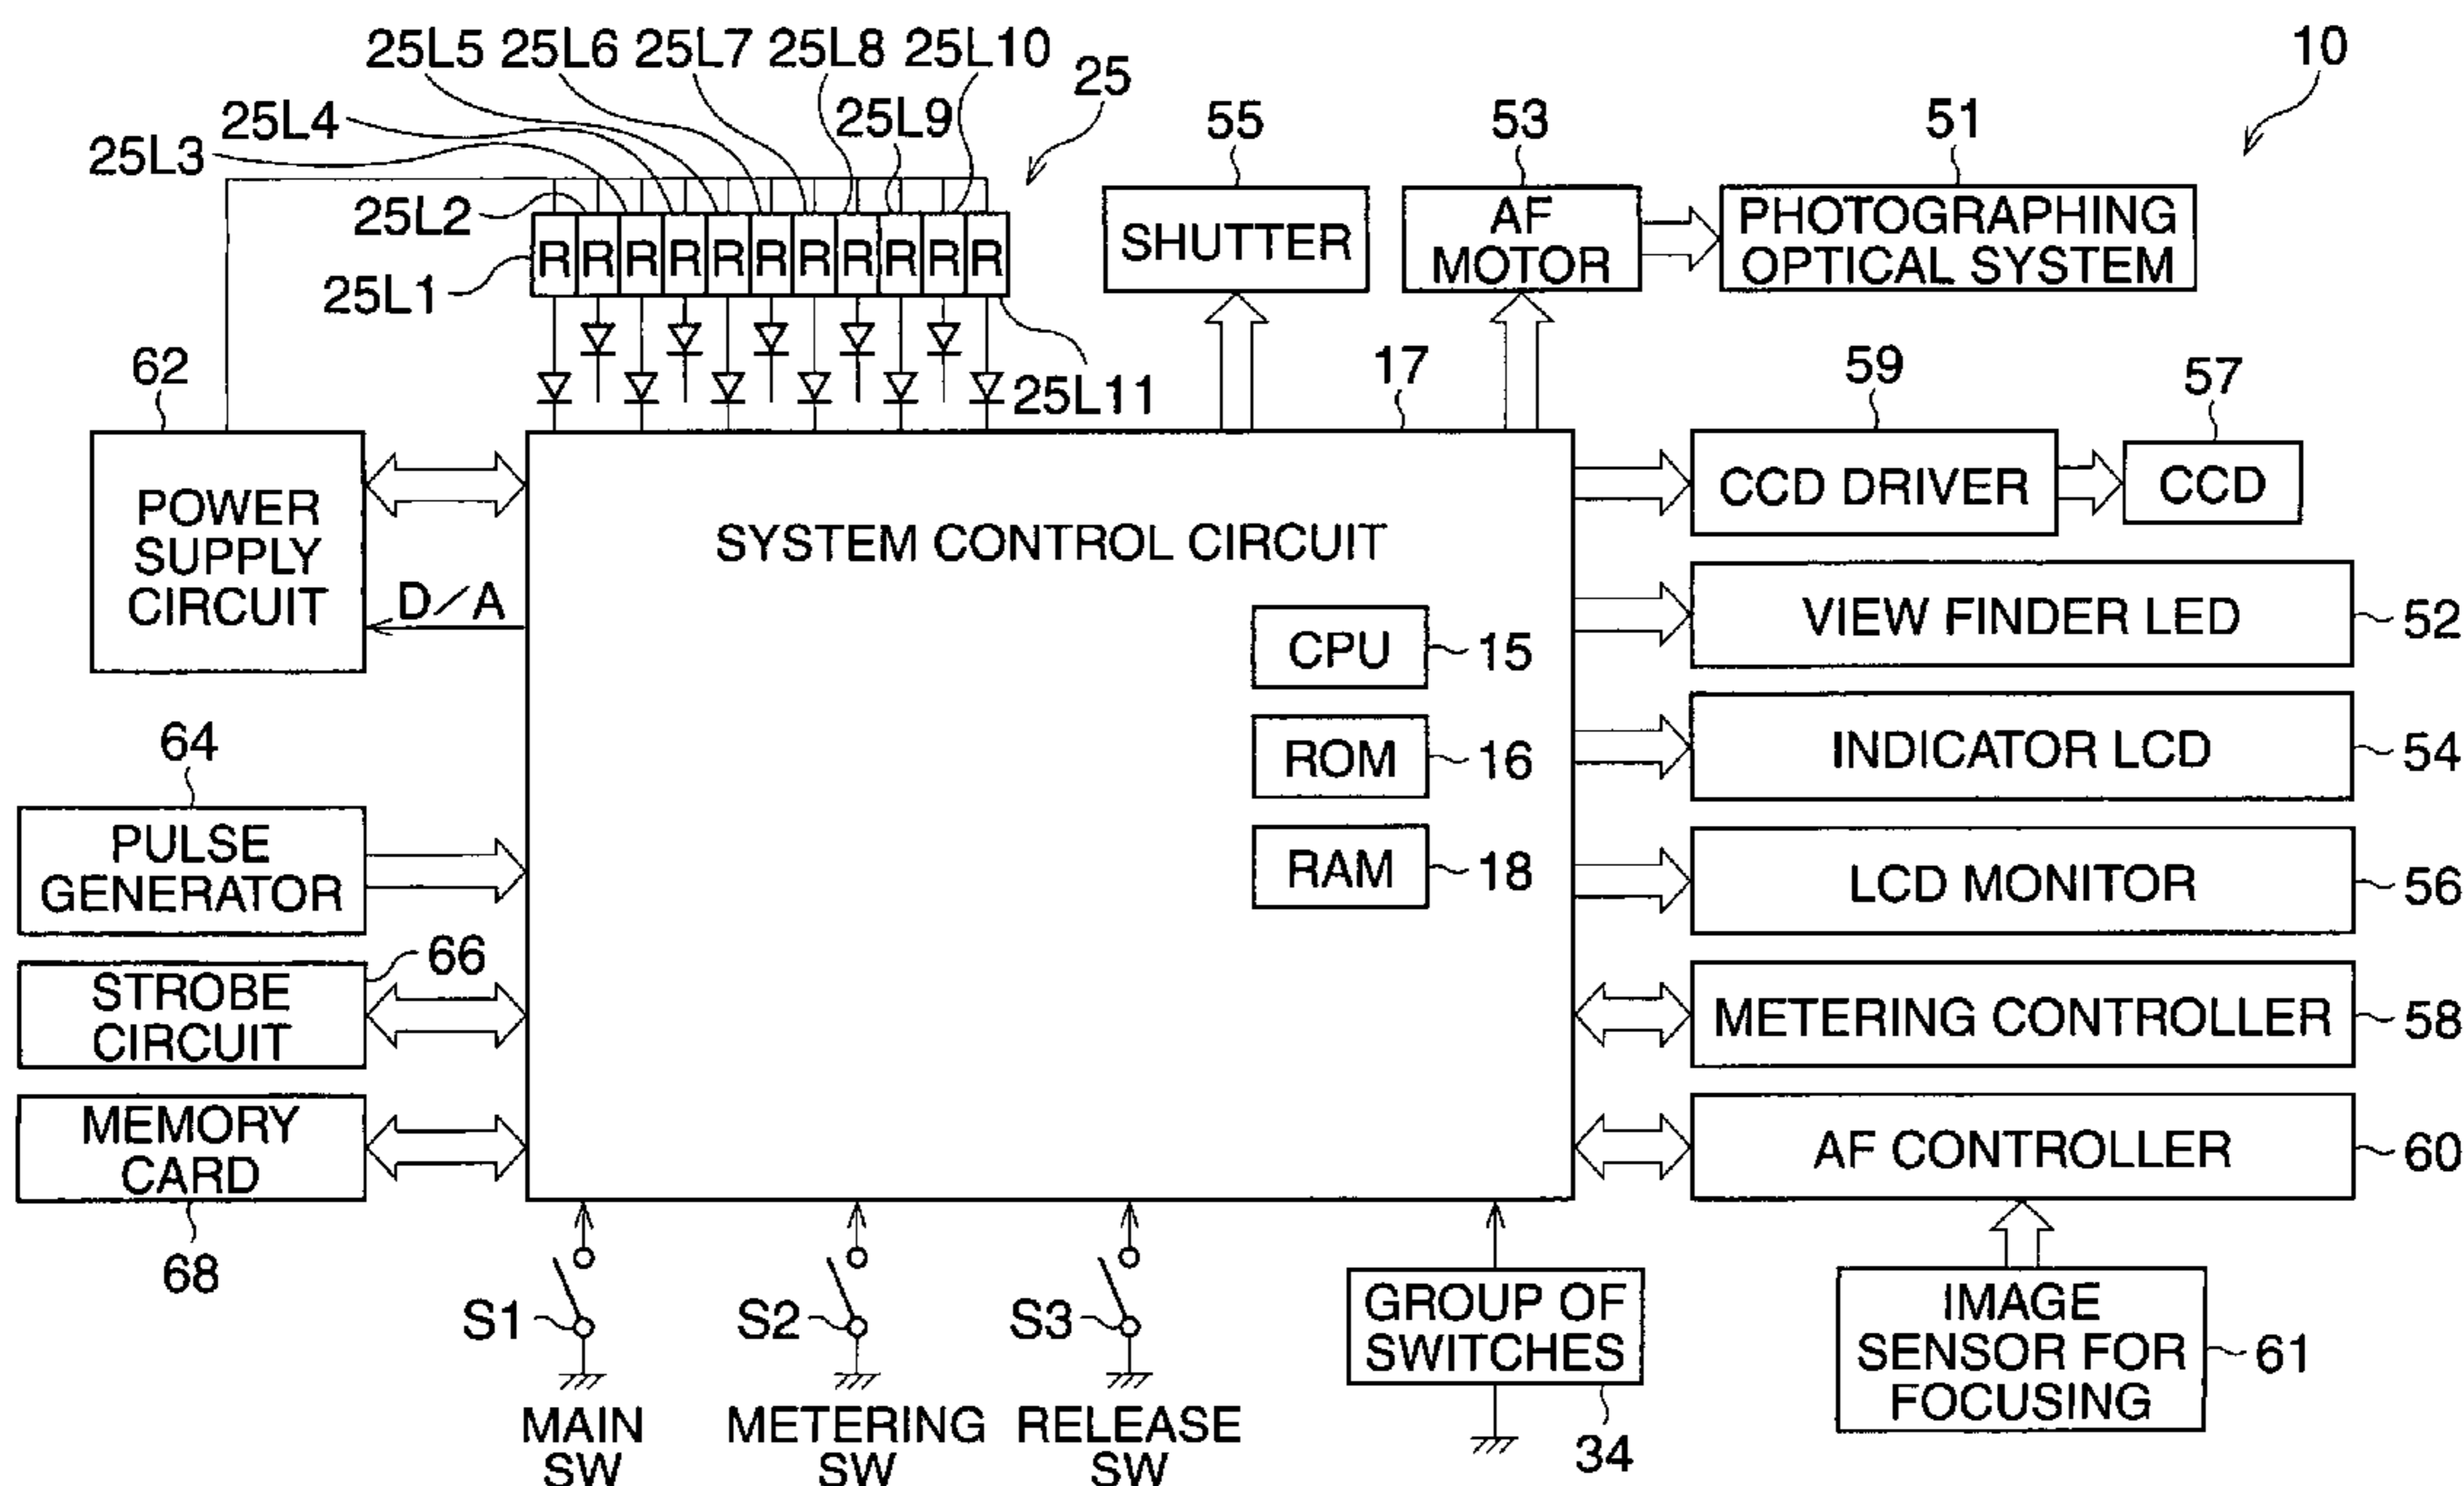 25L5 25L6 25L7 25L8 25L10
25
10
25L4
25L9
55
53
51
25L3
25L2
25L1
R R R R R R R R R R R
SHUTTER
AF
MOTOR
PHOTOGRAPHING
OPTICAL SYSTEM
25L11
62
17
59
57
POWER
SUPPLY
CIRCUIT
D/A
SYSTEM CONTROL CIRCUIT
CCD DRIVER
CCD
VIEW FINDER LED
52
CPU
15
ROM
16
RAM
18
INDICATOR LCD
54
64
PULSE
GENERATOR
LCD MONITOR
56
66
STROBE
CIRCUIT
METERING CONTROLLER
58
MEMORY
CARD
68
AF CONTROLLER
60
S1
S2
S3
MAIN
SW
METERING
SW
RELEASE
SW
GROUP OF
SWITCHES
34
IMAGE
SENSOR FOR
FOCUSING
61